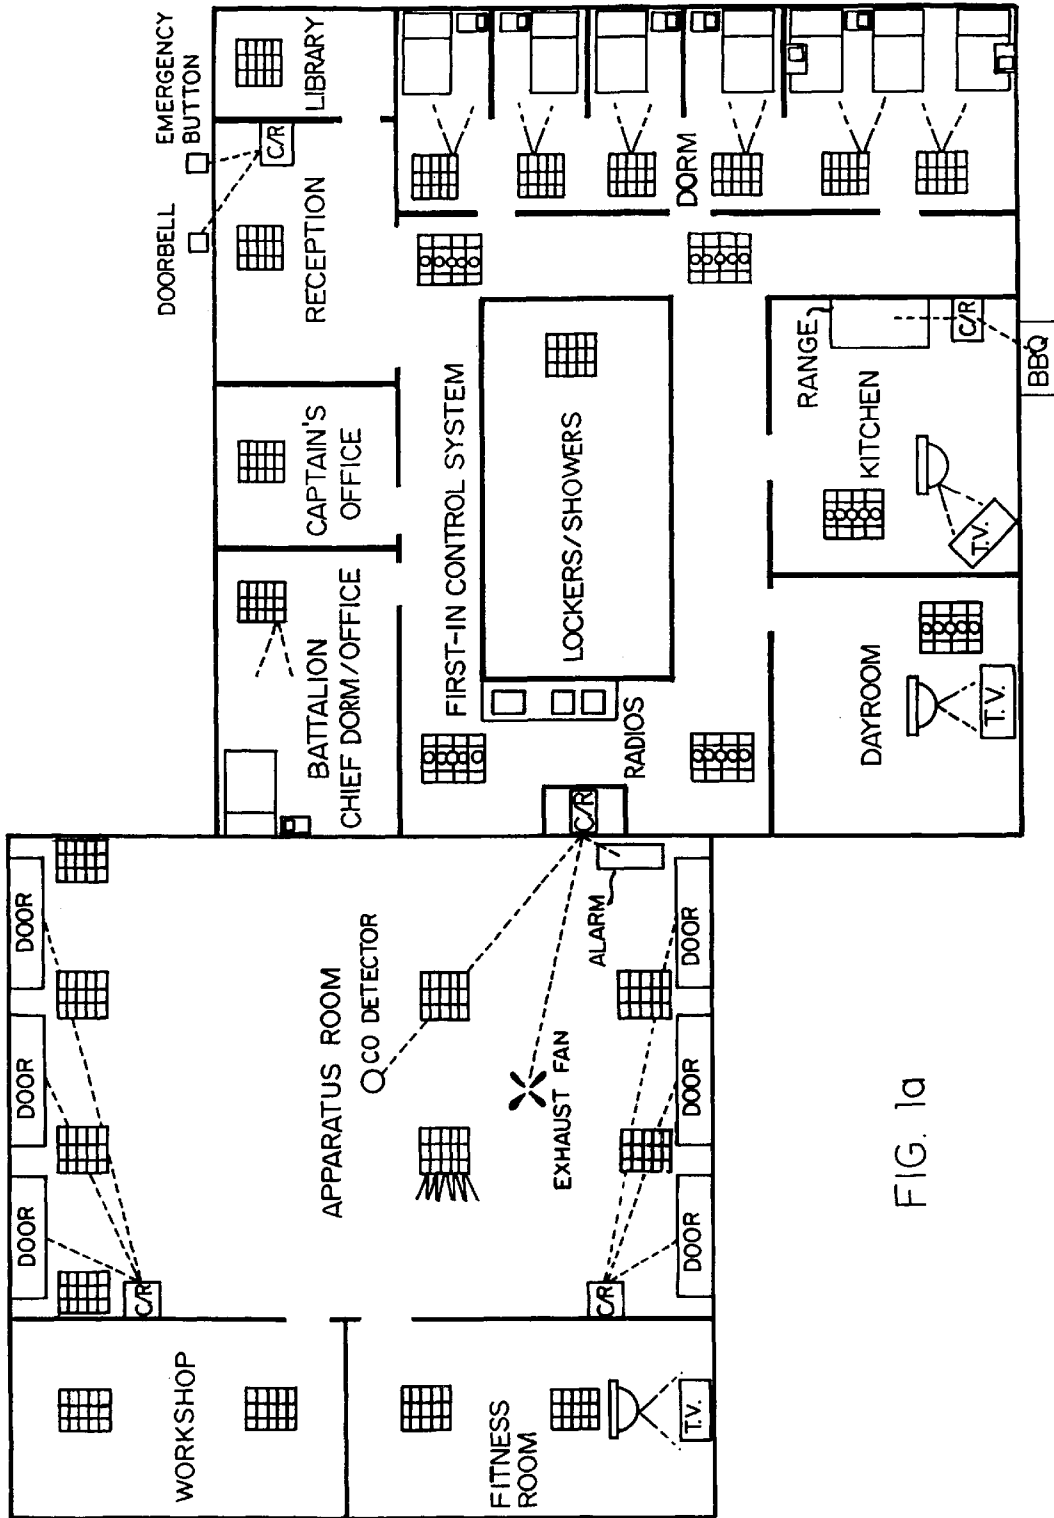 DOORBELL
EMERGENCY
BUTTON
C/R
LIBRARY
RECEPTION
CAPTAIN'S
OFFICE
BATTALION
CHIEF DORM/OFFICE
FIRST-IN CONTROL SYSTEM
LOCKERS/SHOWERS
RADIOS
C/R
DORM
RANGE
C/R
KITCHEN
T.V.
BBQ
DAYROOM
T.V.
DOOR
DOOR
DOOR
C/R
APPARATUS ROOM
CO DETECTOR
EXHAUST FAN
ALARM
C/R
DOOR
DOOR
DOOR
WORKSHOP
FITNESS
ROOM
T.V.
FIG. 1a